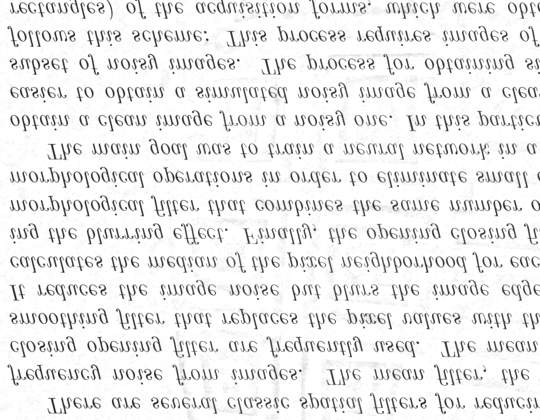 There are several classic spatial filters for reducin
frequency noise from images. The mean filter, the
closing opening filter are frequently used. The mean
smoothing filter that replaces the pixel values with th
It reduces the image noise but blurs the image edge
calculates the median of the pixel neighborhood for eac
ing the blurring effect. Finally, the opening closing fi
morphological filter that combines the same number o
morphological operations in order to eliminate small
The main goal was to train a neural network in a
obtain a clean image from a noisy one. In this partic
easier to obtain a simulated noisy image from a clea
subset of noisy images. The process for obtaining si
follows this scheme: This process requires images of
rectangles) of the acquisition forms, which were obt